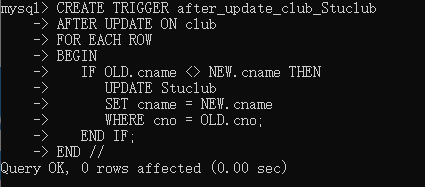 mysql> CREATE TRIGGER after_update_club_Stuclub
    -> AFTER UPDATE ON club
    -> FOR EACH ROW
    -> BEGIN
    ->     IF OLD.cname <> NEW.cname THEN
    ->        UPDATE Stuclub
    ->        SET cname = NEW.cname
    ->        WHERE cno = OLD.cno;
    ->     END IF;
    -> END //
Query OK, 0 rows affected (0.00 sec)